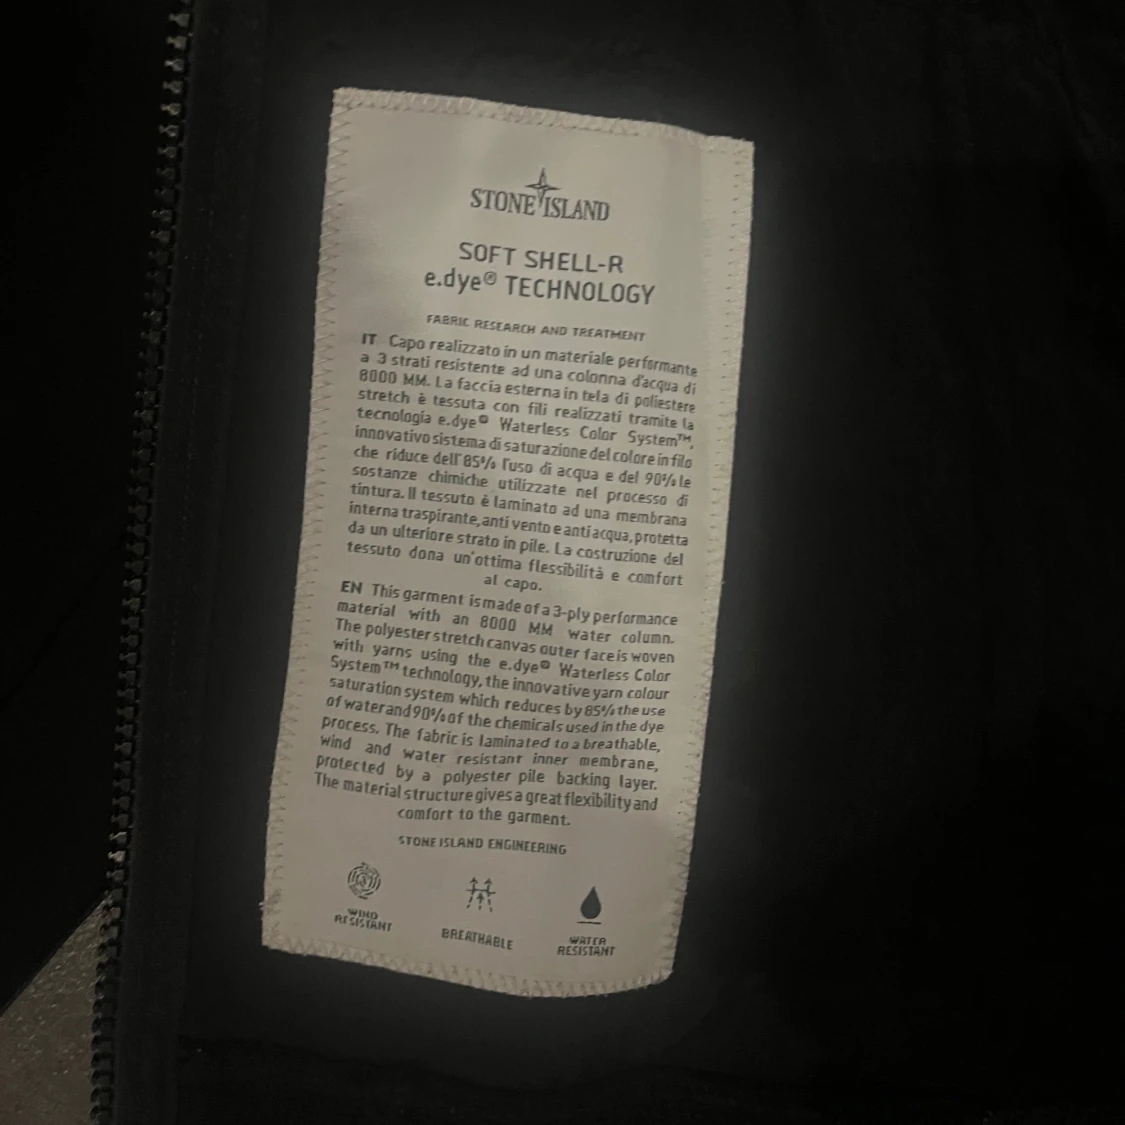 STONE ISLAND
SOFT SHELL-R
e.dye® TECHNOLOGY
FABRIC RESEARCH AND TREATMENT
IT Capo realizzato in un materiale performante
a 3 strati resistente ad una colonna d'acqua di
8000 MM. La faccia esterna in tela di poliestere
stretch è tessuta con fili realizzati tramite la
tecnologia e.dye® Waterless Color System™,
innovativo sistema di saturazione del colore in filo
che riduce dell'85% l'uso di acqua e del 90% le
sostanze chimiche utilizzate nel processo di
tintura. Il tessuto è laminato ad una membrana
interna traspirante, anti vento e anti acqua, protetta
da un ulteriore strato in pile. La costruzione del
tessuto dona un'ottima flessibilità e comfort
al capo.
EN This garment is made of a 3-ply performance
material with an 8000 MM water column.
The polyester stretch canvas outer face is woven
with yarns using the e.dye® Waterless Color
System™ technology, the innovative yarn colour
saturation system which reduces by 85% the use
of water and 90% of the chemicals used in the dye
process. The fabric is laminated to a breathable,
wind and water resistant inner membrane,
protected by a polyester pile backing layer.
The material structure gives a great flexibility and
comfort to the garment.
STONE ISLAND ENGINEERING
WIND
RESISTANT
BREATHABLE
WATER
RESISTANT